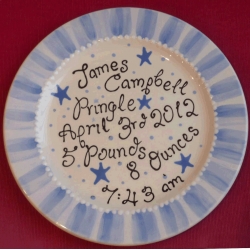 James
Campbell
Pringle
April 3rd 2012
5 Pounds
8 Ounces
7:43 am